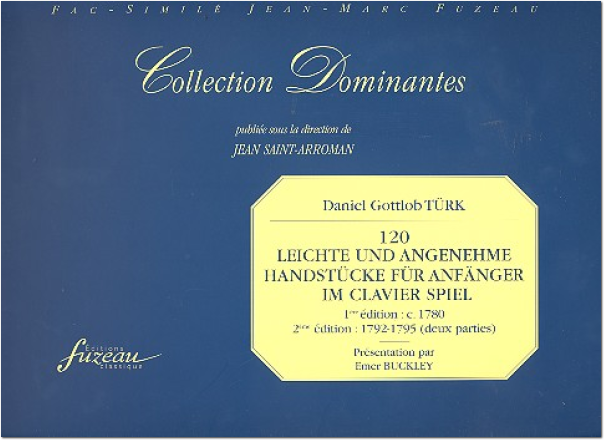 FAC-SIMILÉ JEAN-MARC FUZEAU
Collection Dominantes
publiée sous la direction de
JEAN SAINT-ARROMAN
Daniel Gottlob TÜRK
120
LEICHTE UND ANGENEHME
HANDSTÜCKE FÜR ANFÄNGER
IM CLAVIER SPIEL
1ère édition : c. 1780
2ème édition : 1792-1795 (deux parties)
Présentation par
Emer BUCKLEY
Éditions
fuzeau
classique